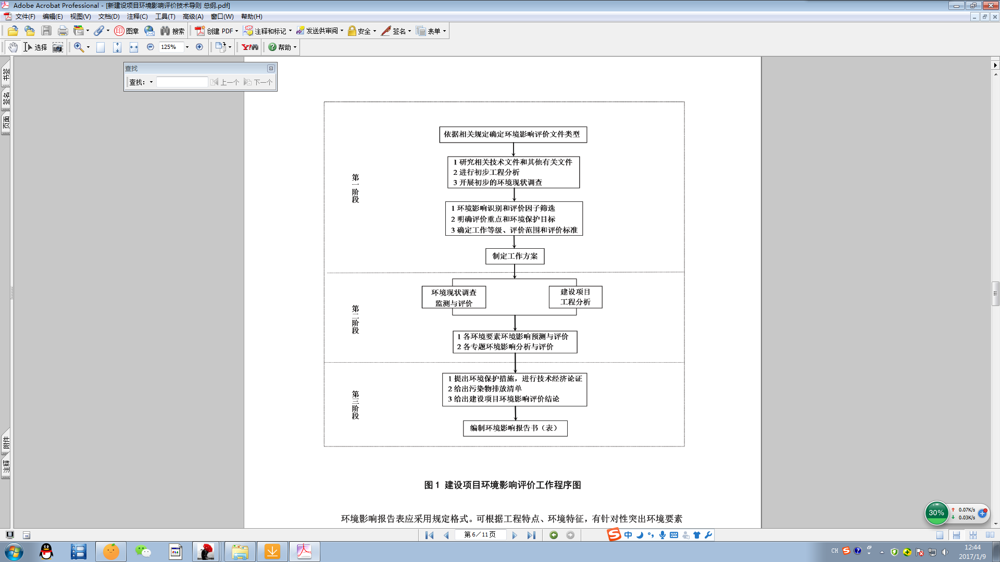 Adobe Acrobat Professional - [新建设项目环境影响评价技术导则 总纲.pdf]
文件(F) 编辑(E) 视图(V) 文档(D) 注释(C) 工具(T) 高级(A) 窗口(W) 帮助(H)
图章 搜索 创建 PDF 注释和标记 发送供审阅 安全 签名 表单
选择 125% Y! 帮助
查找
查找: 上一个 下一个
书签
签名
页面
附件
注释
第一阶段
依据相关规定确定环境影响评价文件类型
1 研究相关技术文件和其他有关文件
2 进行初步工程分析
3 开展初步的环境现状调查
1 环境影响识别和评价因子筛选
2 明确评价重点和环境保护目标
3 确定工作等级、评价范围和评价标准
制定工作方案
第二阶段
环境现状调查
监测与评价
建设项目
工程分析
1 各环境要素环境影响预测与评价
2 各专题环境影响分析与评价
第三阶段
1 提出环境保护措施，进行技术经济论证
2 给出污染物排放清单
3 给出建设项目环境影响评价结论
编制环境影响报告书（表）
图 1 建设项目环境影响评价工作程序图
环境影响报告表应采用规定格式。可根据工程特点、环境特征，有针对性突出环境要素
30% 0.07K/s
0.03K/s
第 6／11 页
中
CH
12:44
2017/1/9